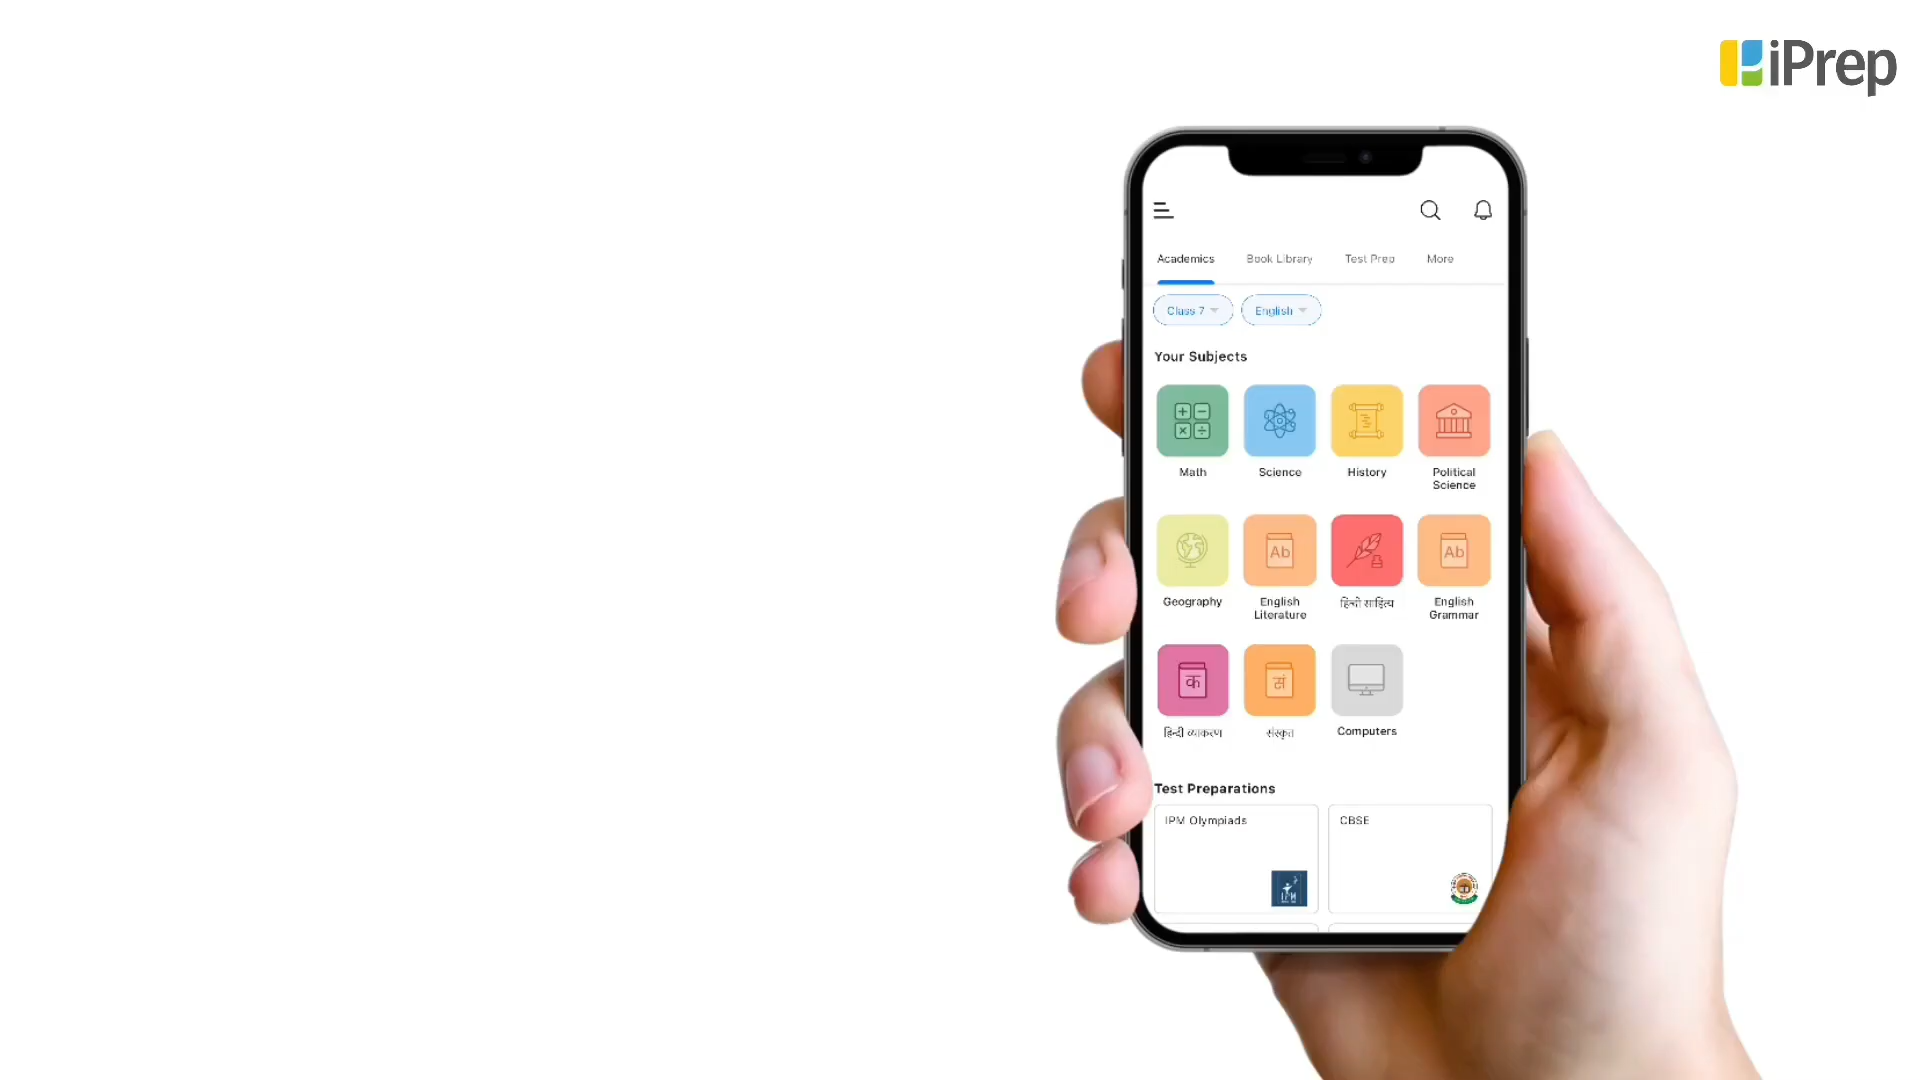 iPrep
Academics Book Library Test Prep More
Class 7 English
Your Subjects
Math Science History Political Science
Geography English Literature हिन्दी साहित्य English Grammar
हिन्दी व्याकरण संस्कृत Computers
Test Preparations
IPM Olympiads CBSE